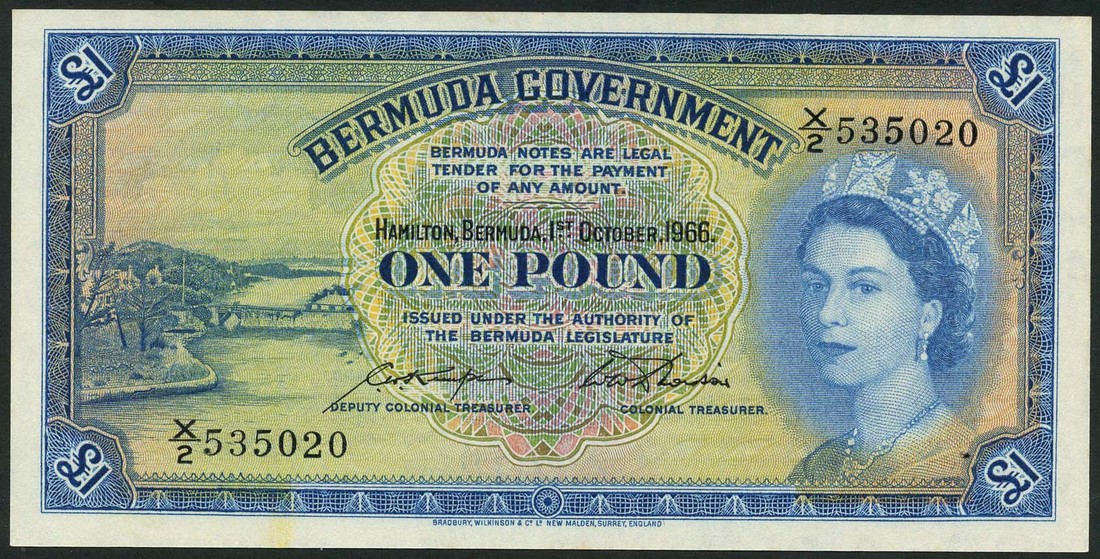 £1
£1
BERMUDA GOVERNMENT
X/2 535020
BERMUDA NOTES ARE LEGAL
TENDER FOR THE PAYMENT
OF ANY AMOUNT.
HAMILTON, BERMUDA, 1ST OCTOBER, 1966.
ONE POUND
ISSUED UNDER THE AUTHORITY OF
THE BERMUDA LEGISLATURE
DEPUTY COLONIAL TREASURER
COLONIAL TREASURER.
X/2 535020
£1
£1
BRADBURY, WILKINSON & Co. Ld. NEW MALDEN, SURREY, ENGLAND